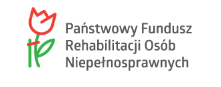 Państwowy Fundusz
Rehabilitacji Osób
Niepełnosprawnych